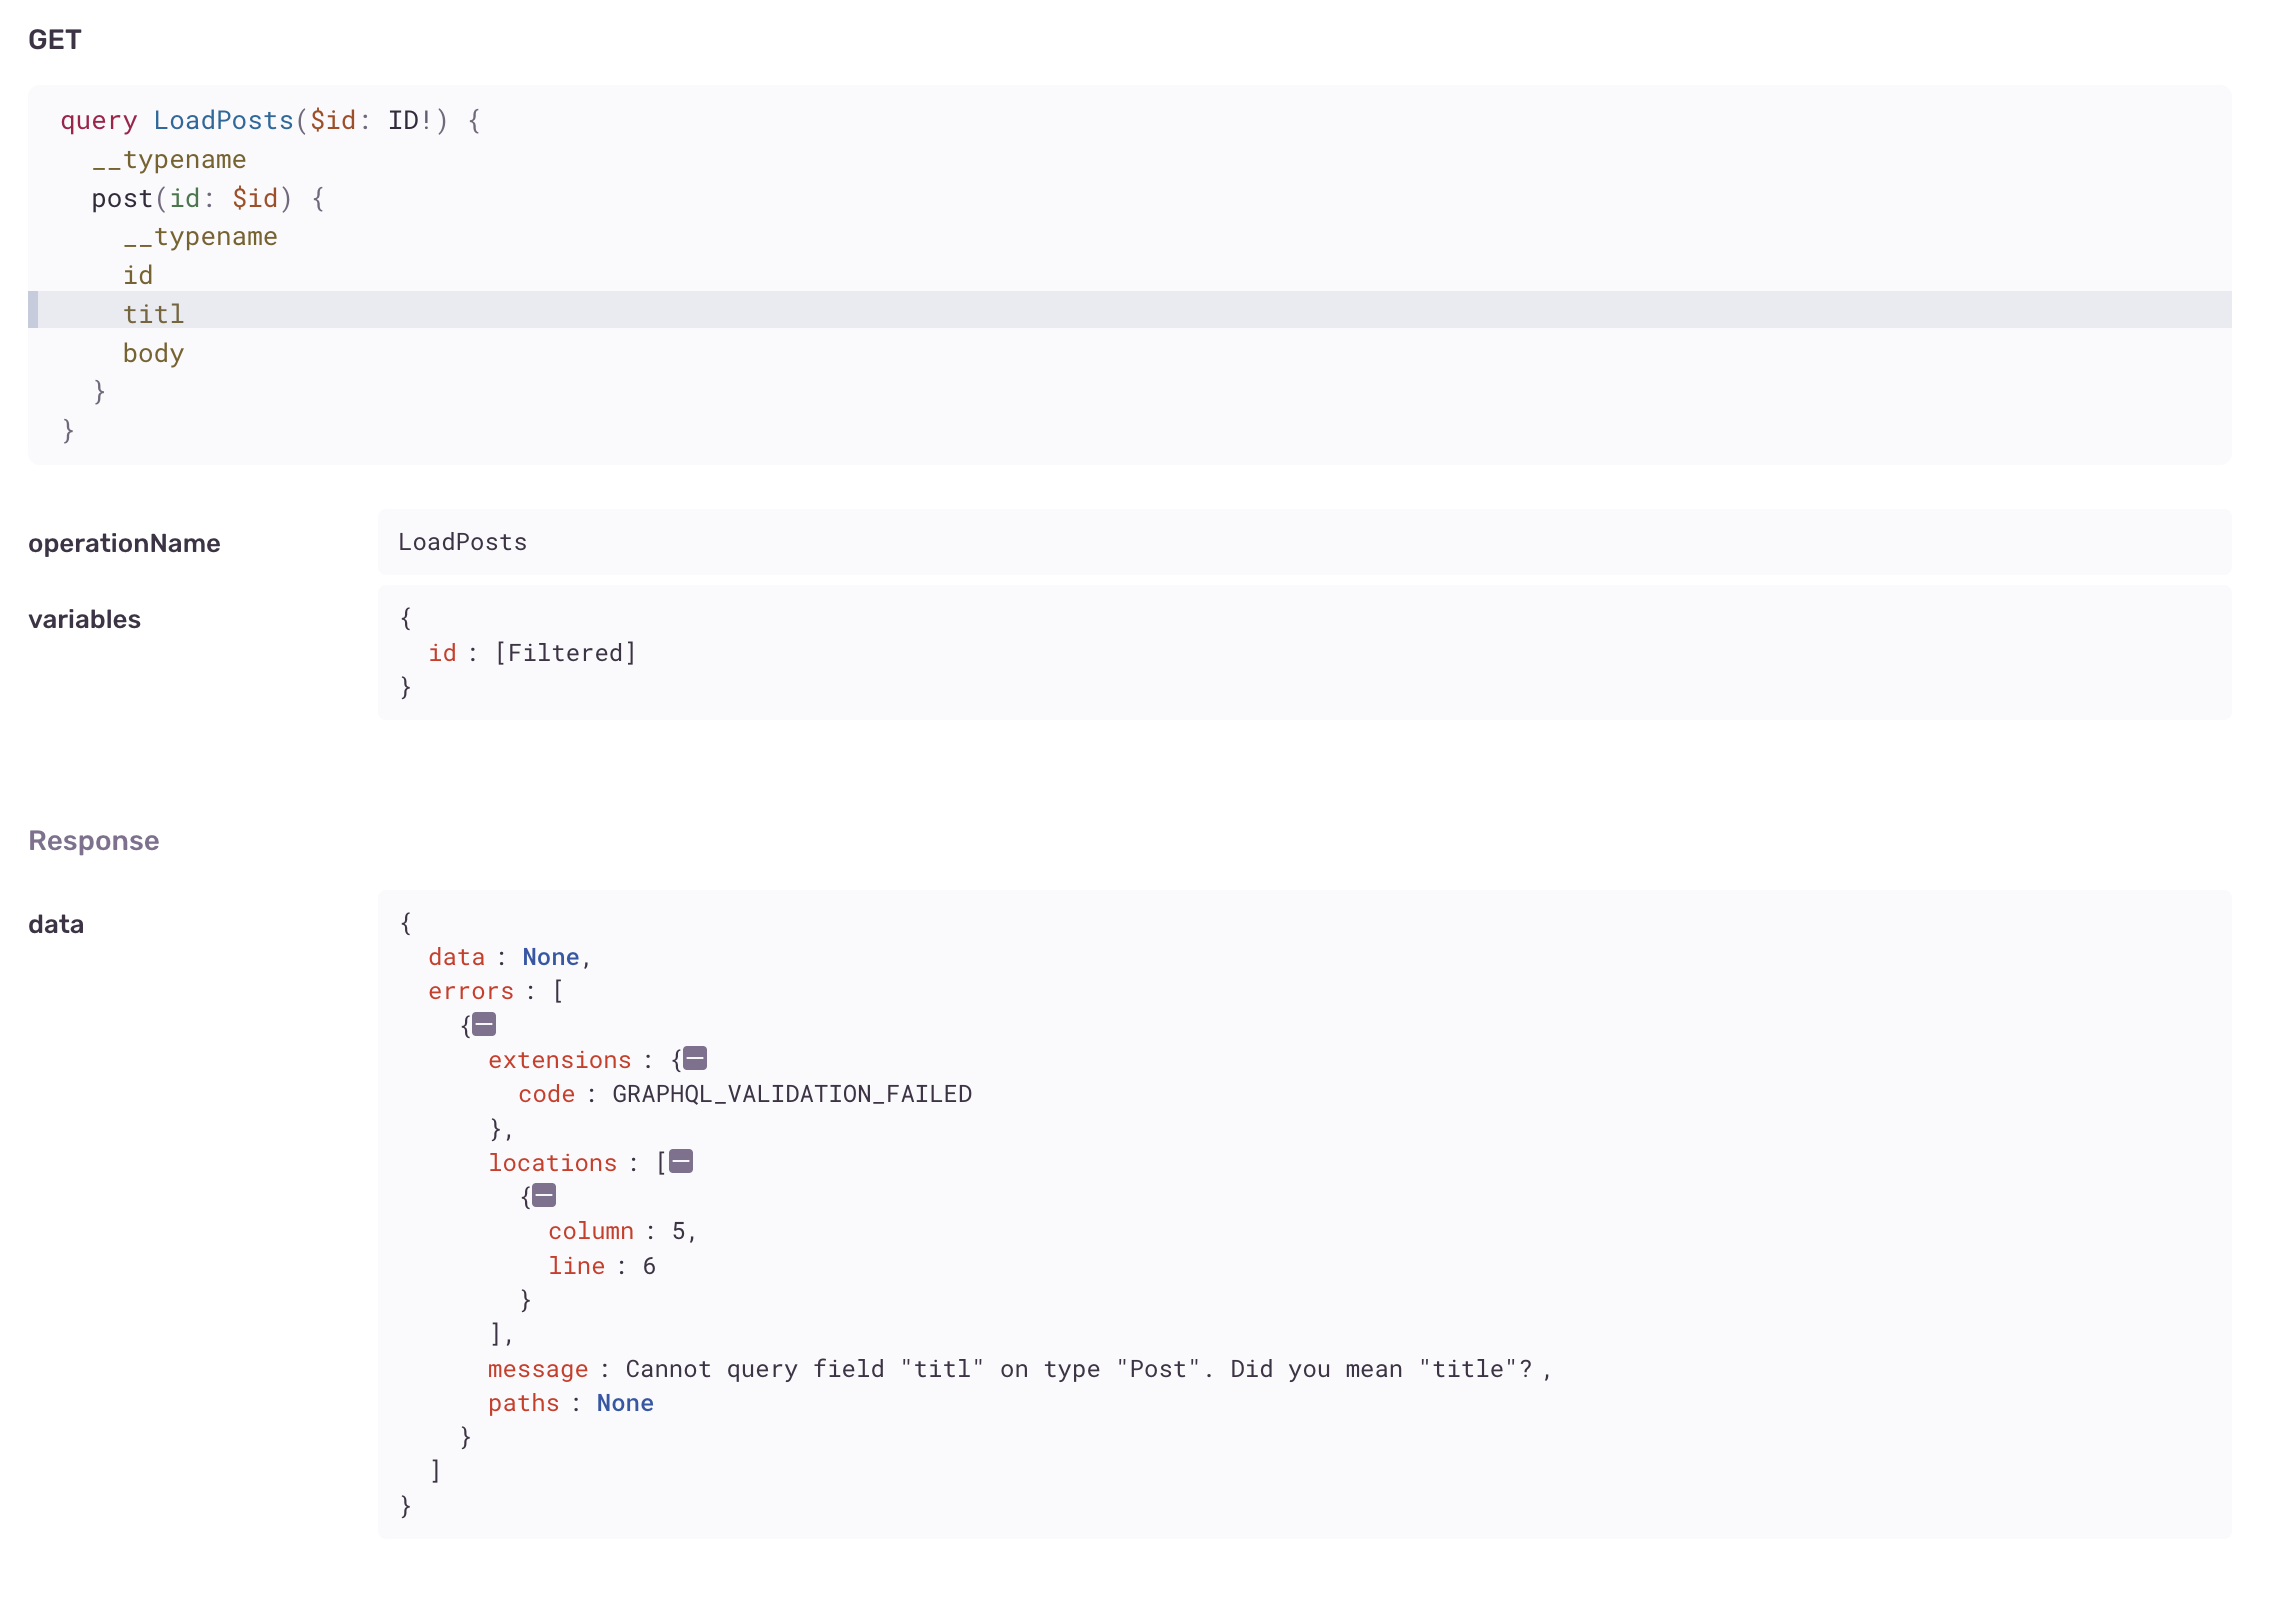 GET
query LoadPosts($id: ID!) {
  __typename
  post(id: $id) {
    __typename
    id
    titl
    body
  }
}
operationName
LoadPosts
variables
{
  id : [Filtered]
}
Response
data
{
  data : None,
  errors : [
    {
      extensions : {
        code : GRAPHQL_VALIDATION_FAILED
      },
      locations : [
        {
          column : 5,
          line : 6
        }
      ],
      message : Cannot query field "titl" on type "Post". Did you mean "title"? ,
      paths : None
    }
  ]
}